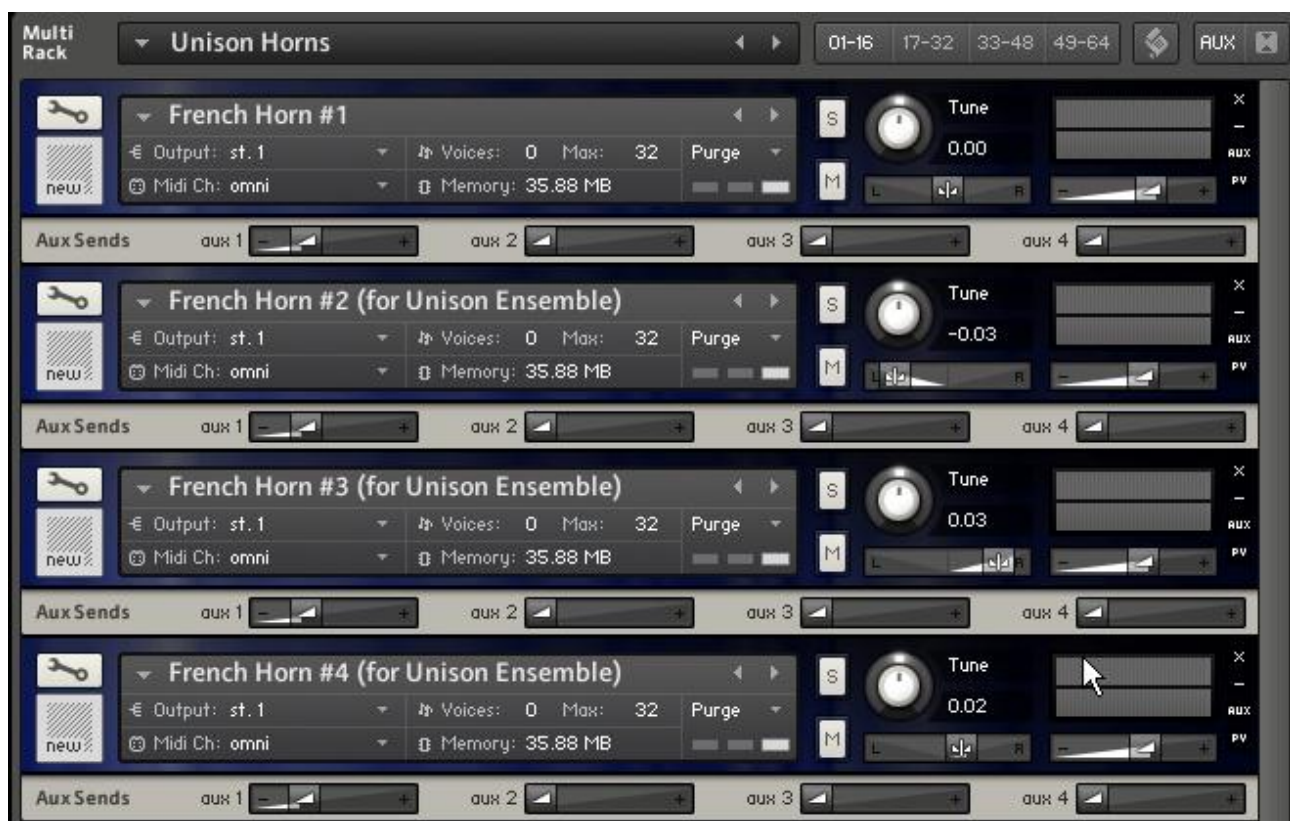 Multi Rack Unison Horns 01-16 17-32 33-48 49-64 AUX
French Horn #1 S Tune
Output: st.1 Voices: 0 Max: 32 Purge 0.00 AUX
new Midi Ch: omni Memory: 35.88 MB M L R - + PV
Aux Sends aux 1 - + aux 2 + aux 3 + aux 4 +
French Horn #2 (for Unison Ensemble) S Tune
Output: st.1 Voices: 0 Max: 32 Purge -0.03 AUX
new Midi Ch: omni Memory: 35.88 MB M L R - + PV
Aux Sends aux 1 - + aux 2 + aux 3 + aux 4 +
French Horn #3 (for Unison Ensemble) S Tune
Output: st.1 Voices: 0 Max: 32 Purge 0.03 AUX
new Midi Ch: omni Memory: 35.88 MB M L R - + PV
Aux Sends aux 1 - + aux 2 + aux 3 + aux 4 +
French Horn #4 (for Unison Ensemble) S Tune
Output: st.1 Voices: 0 Max: 32 Purge 0.02 AUX
new Midi Ch: omni Memory: 35.88 MB M L R - + PV
Aux Sends aux 1 - + aux 2 + aux 3 + aux 4 +